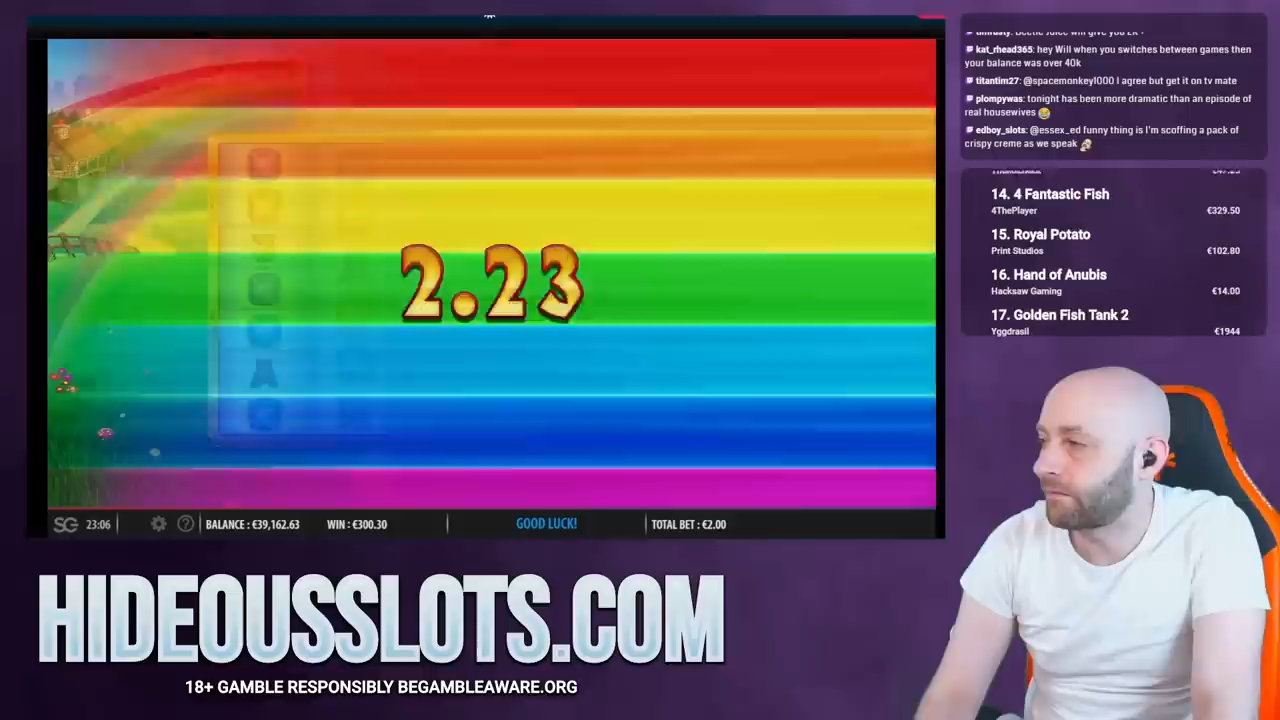 kat_rhead365: hey Will when you switches between games then
your balance was over 40k
titantim27: @spacemonkey1000 I agree but get it on tv mate
plompywas: tonight has been more dramatic than an episode of
real housewives
edboy_slots: @essex_ed funny thing is I'm scoffing a pack of
crispy creme as we speak
14. 4 Fantastic Fish
4ThePlayer €329.50
15. Royal Potato
Print Studios €102.80
16. Hand of Anubis
Hacksaw Gaming €14.00
17. Golden Fish Tank 2
Yggdrasil €1944
2.23
A
SG 23:06 BALANCE : €39,162.63 WIN : €300.30 GOOD LUCK! TOTAL BET : €2.00
HIDEOUSSLOTS.COM
18+ GAMBLE RESPONSIBLY BEGAMBLEAWARE.ORG